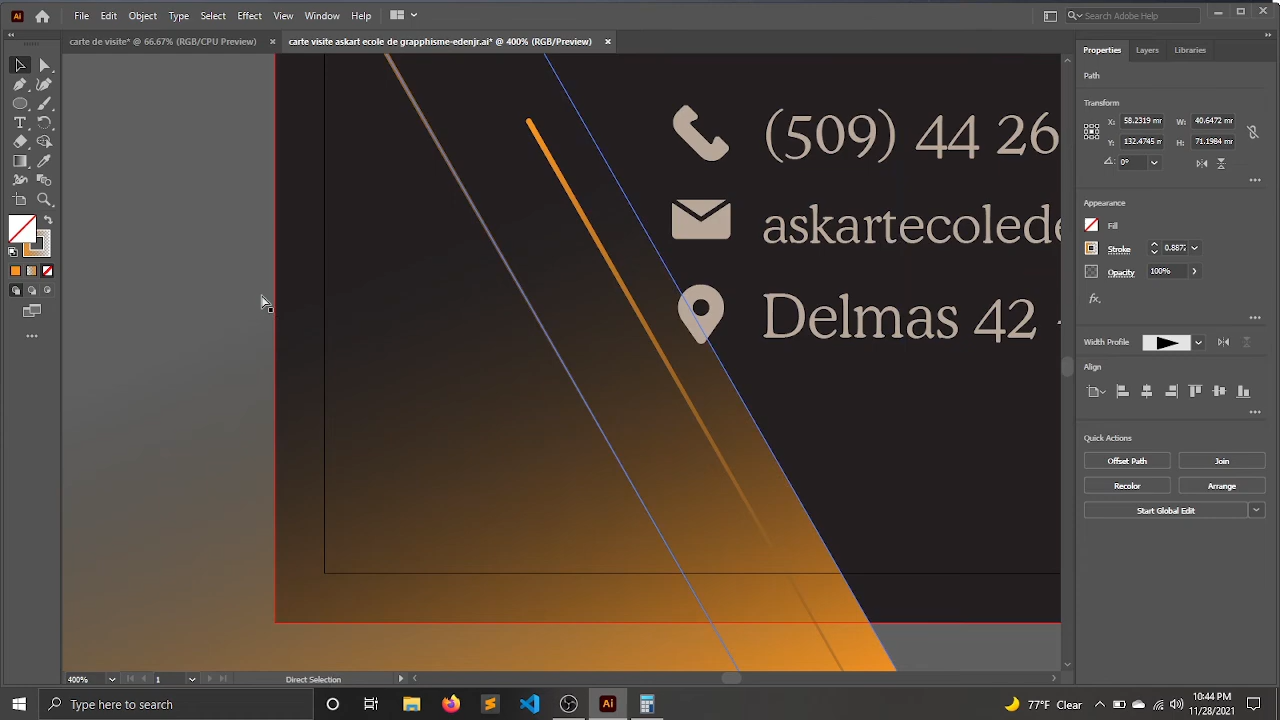 File Edit Object Type Select Effect View Window Help
Search Adobe Help
carte de visite* @ 66.67% (RGB/CPU Preview)
carte visite askart ecole de grapphisme-edenjr.ai* @ 400% (RGB/Preview)
Properties Layers Libraries
Path
Transform
X: 58.2319 mr W: 40.6472 mr
Y: 132.4745 mr H: 71.1984 mr
0°
Appearance
Fill
Stroke 0.8872
Opacity 100%
fx.
Width Profile
Align
Quick Actions
Offset Path Join
Recolor Arrange
Start Global Edit
(509) 44 26
askartecolede
Delmas 42 -
400% 1 Direct Selection
Type here to search
Ai
77°F Clear
10:44 PM
11/28/2021